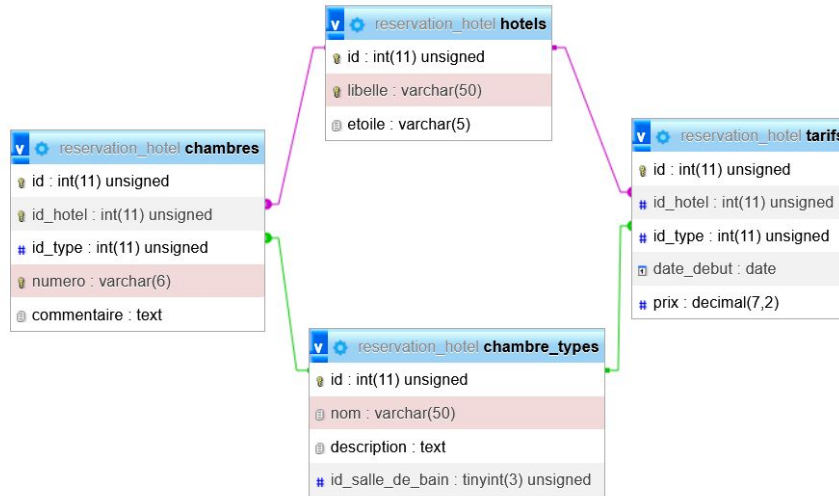 reservation_hotel hotels
id : int(11) unsigned
libelle : varchar(50)
etoile : varchar(5)
reservation_hotel chambres
id : int(11) unsigned
id_hotel : int(11) unsigned
id_type : int(11) unsigned
numero : varchar(6)
commentaire : text
reservation_hotel tarifs
id : int(11) unsigned
id_hotel : int(11) unsigned
id_type : int(11) unsigned
date_debut : date
prix : decimal(7,2)
reservation_hotel chambre_types
id : int(11) unsigned
nom : varchar(50)
description : text
id_salle_de_bain : tinyint(3) unsigned